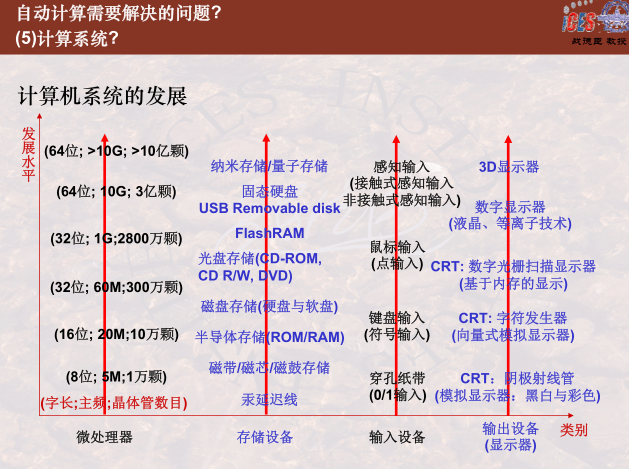 自动计算需要解决的问题?
(5)计算系统?
战德臣 教授
计算机系统的发展
发展水平
(64位; >10G; >10亿颗)
(64位; 10G; 3亿颗)
(32位; 1G;2800万颗)
(32位; 60M;300万颗)
(16位; 20M;10万颗)
(8位; 5M;1万颗)
(字长;主频;晶体管数目)
微处理器
纳米存储/量子存储
固态硬盘
USB Removable disk
FlashRAM
光盘存储(CD-ROM,
CD R/W, DVD)
磁盘存储(硬盘与软盘)
半导体存储(ROM/RAM)
磁带/磁芯/磁鼓存储
汞延迟线
存储设备
感知输入
(接触式感知输入
非接触式感知输入)
鼠标输入
(点输入)
键盘输入
(符号输入)
穿孔纸带
(0/1输入)
输入设备
3D显示器
数字显示器
(液晶、等离子技术)
CRT: 数字光栅扫描显示器
(基于内存的显示)
CRT: 字符发生器
(向量式模拟显示器)
CRT：阴极射线管
(模拟显示器：黑白与彩色)
输出设备
(显示器)
类别